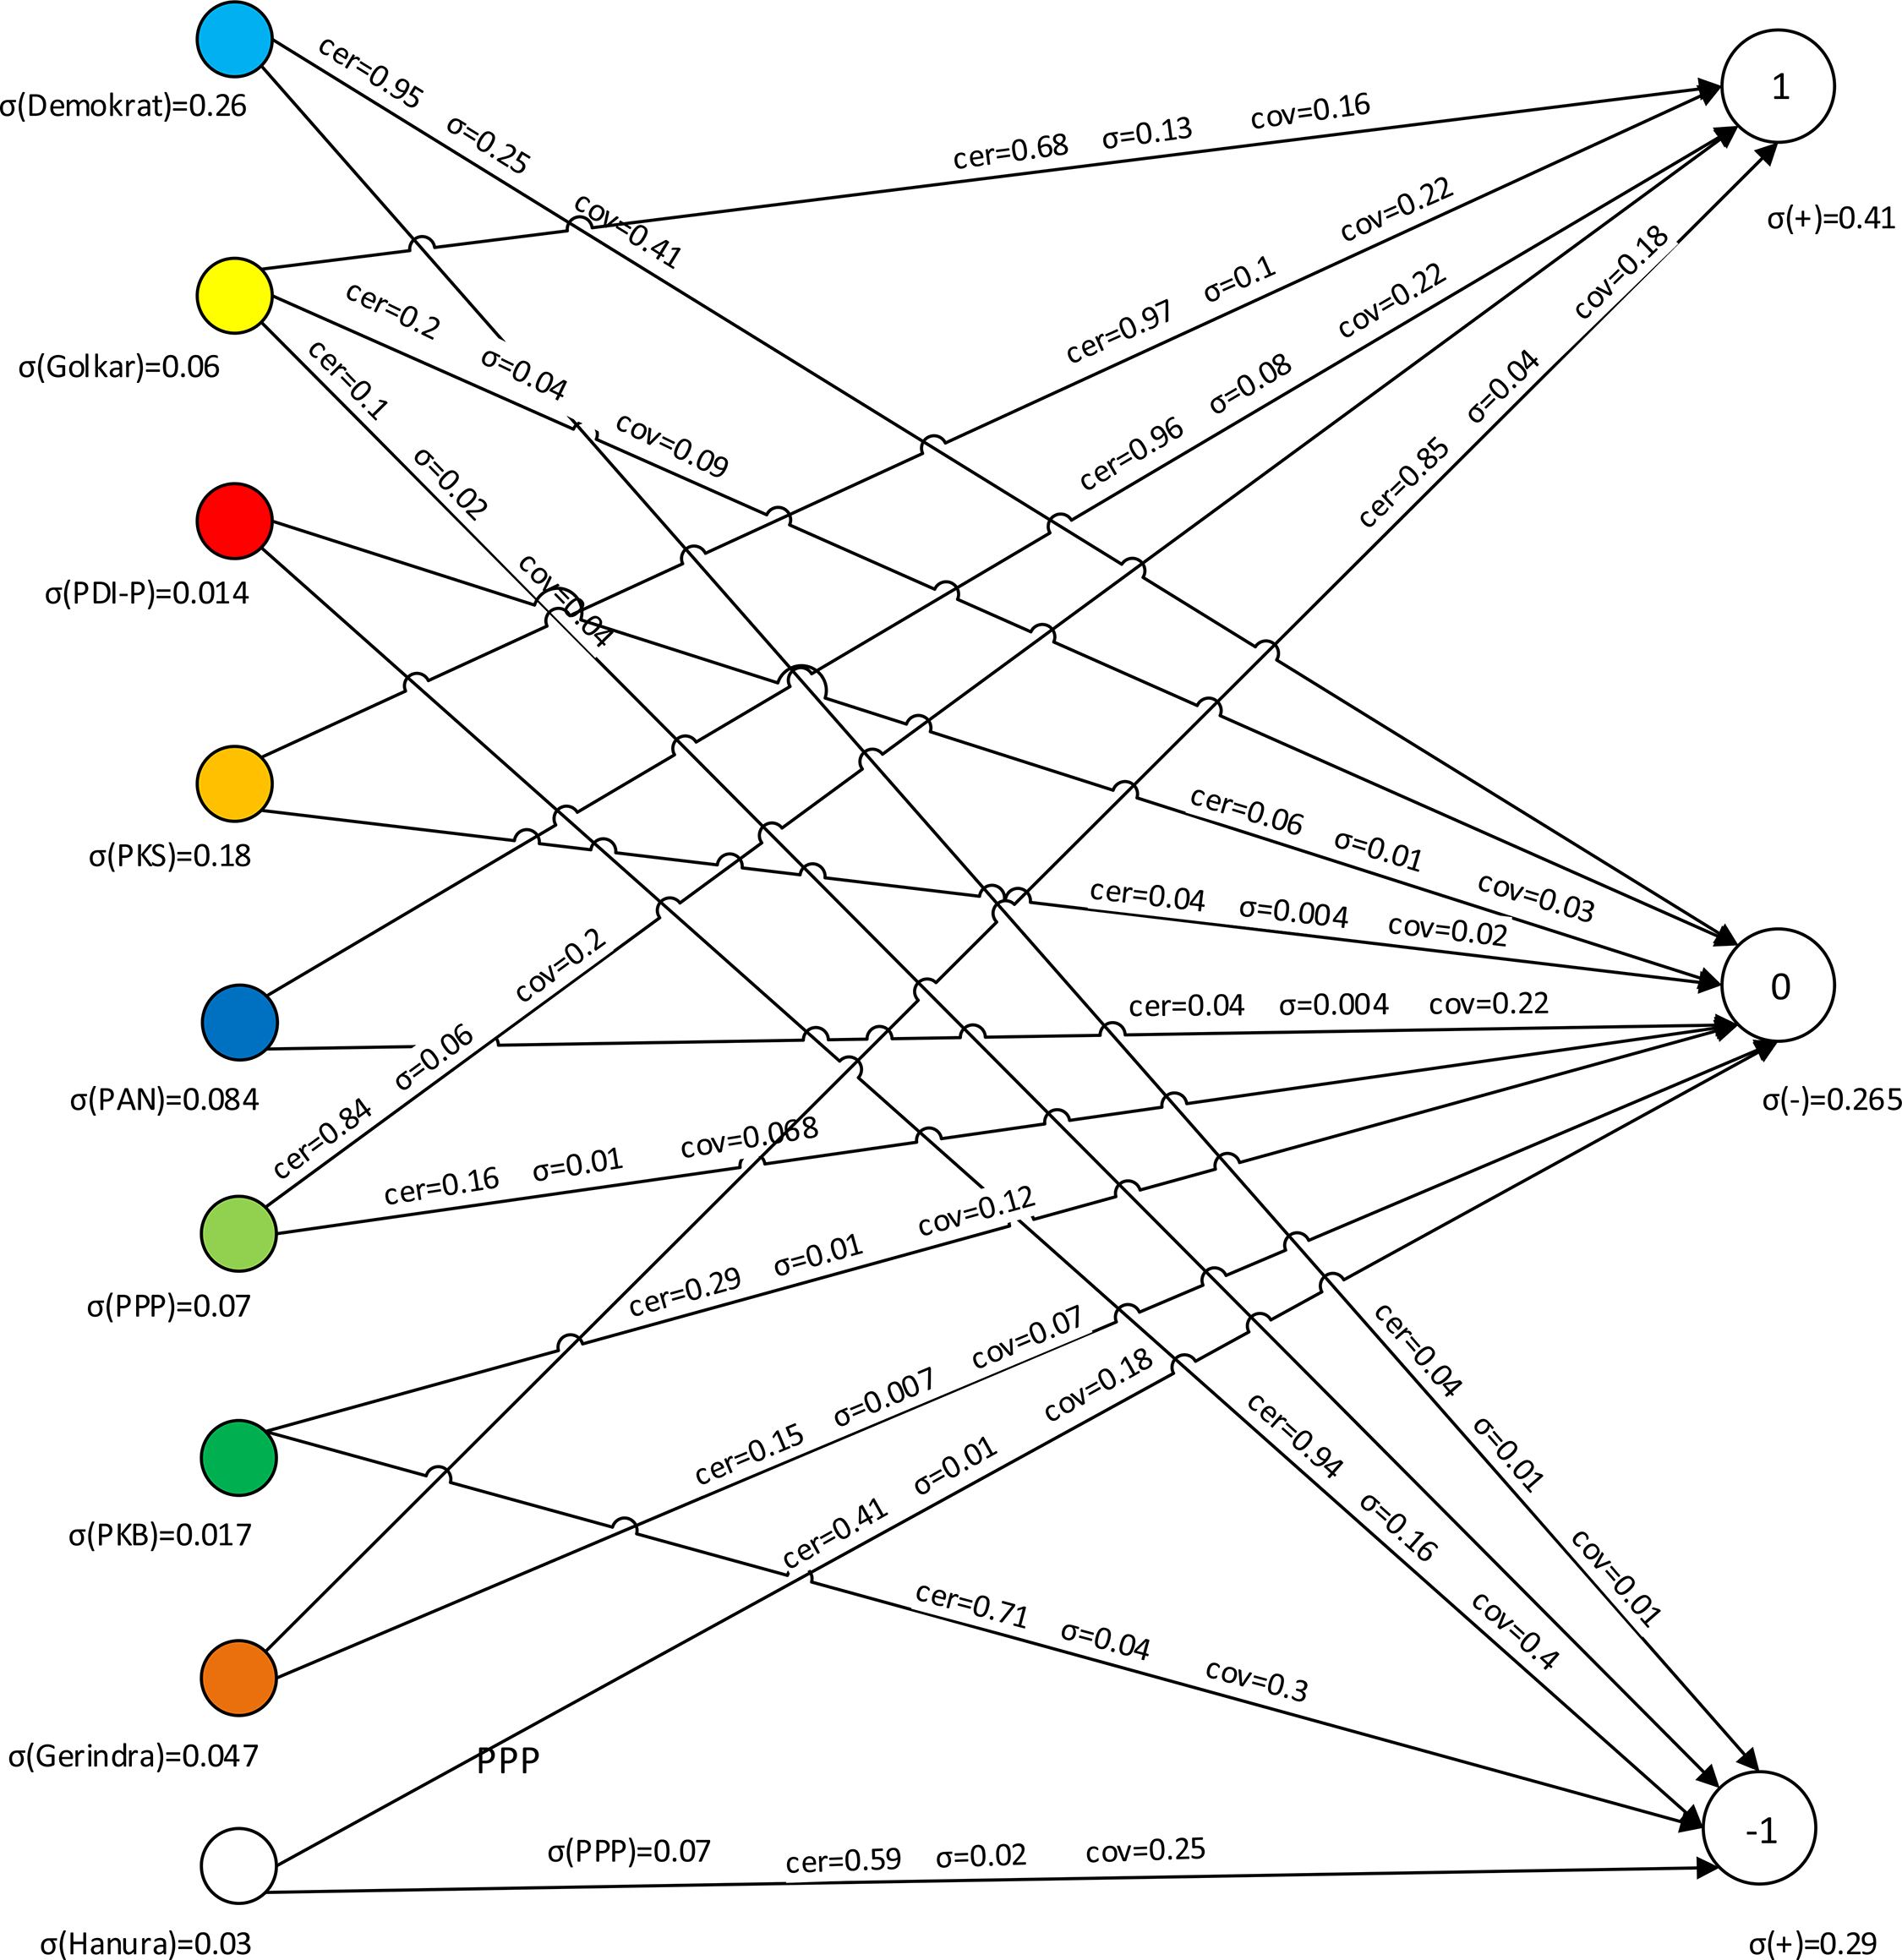 cer=0.95 σ=0.25 cov=0.41
σ(Demokrat)=0.26
1
cer=0.68 σ=0.13 cov=0.16
σ(+)=0.41
cer=0.97 σ=0.1 cov=0.22
cer=0.96 σ=0.08 cov=0.22
cer=0.85 σ=0.04 cov=0.18
cer=0.2 σ=0.04 cov=0.09
σ(Golkar)=0.06
cer=0.1 σ=0.02 cov=0.04
σ(PDI-P)=0.014
cer=0.06 σ=0.01 cov=0.03
σ(PKS)=0.18
cer=0.04 σ=0.004 cov=0.02
0
cer=0.04 σ=0.004 cov=0.22
σ(PAN)=0.084
σ(-)=0.265
cer=0.84 σ=0.06 cov=0.2
cer=0.16 σ=0.01 cov=0.068
σ(PPP)=0.07
cer=0.29 σ=0.01 cov=0.12
cer=0.15 σ=0.007 cov=0.07
cer=0.41 σ=0.01 cov=0.18
cer=0.04 σ=0.01 cov=0.01
cer=0.94 σ=0.16 cov=0.4
σ(PKB)=0.017
cer=0.71 σ=0.04 cov=0.3
σ(Gerindra)=0.047
PPP
-1
σ(PPP)=0.07
cer=0.59 σ=0.02 cov=0.25
σ(Hanura)=0.03
σ(+)=0.29